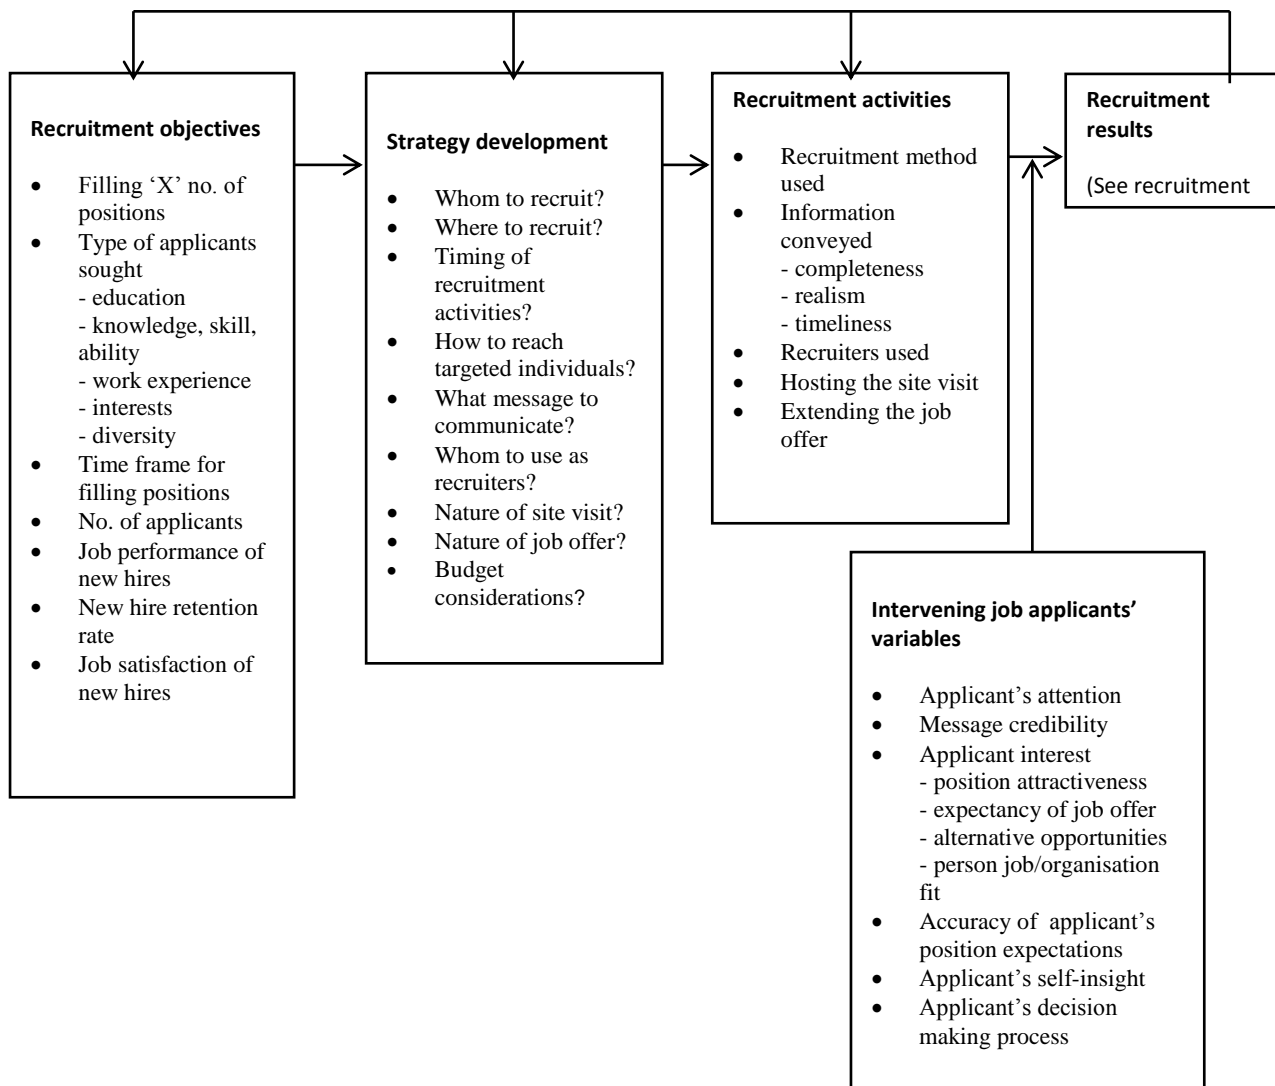 Recruitment objectives
• Filling ‘X’ no. of
positions
• Type of applicants
sought
- education
- knowledge, skill,
ability
- work experience
- interests
- diversity
• Time frame for
filling positions
• No. of applicants
• Job performance of
new hires
• New hire retention
rate
• Job satisfaction of
new hires
Strategy development
• Whom to recruit?
• Where to recruit?
• Timing of
recruitment
activities?
• How to reach
targeted individuals?
• What message to
communicate?
• Whom to use as
recruiters?
• Nature of site visit?
• Nature of job offer?
• Budget
considerations?
Recruitment activities
• Recruitment method
used
• Information
conveyed
- completeness
- realism
- timeliness
• Recruiters used
• Hosting the site visit
• Extending the job
offer
Recruitment
results
(See recruitment
Intervening job applicants’
variables
• Applicant’s attention
• Message credibility
• Applicant interest
- position attractiveness
- expectancy of job offer
- alternative opportunities
- person job/organisation
fit
• Accuracy of applicant’s
position expectations
• Applicant’s self-insight
• Applicant’s decision
making process